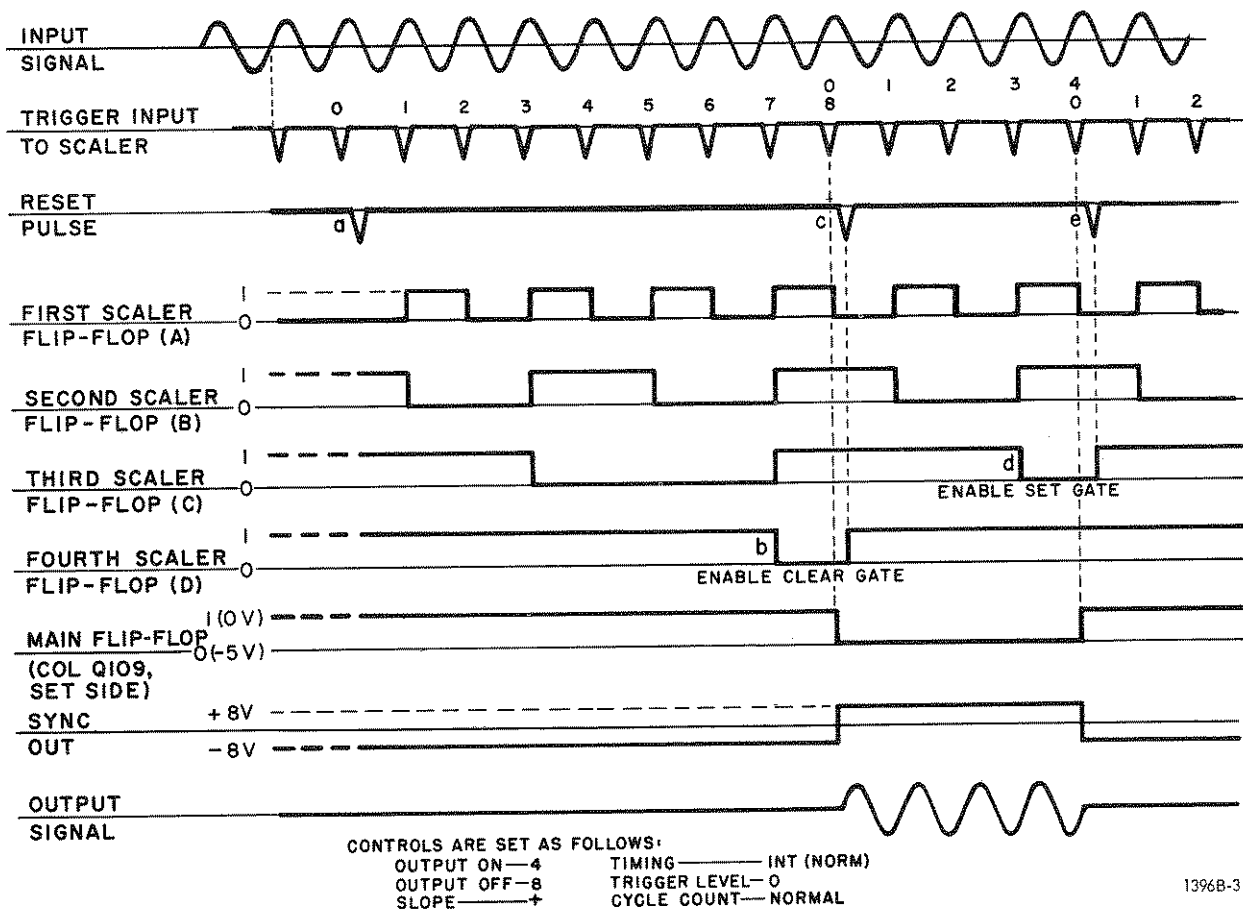 INPUT
SIGNAL
0 4
0 1 2 3 4 5 6 7 8 1 2 3 0 1 2
TRIGGER INPUT
TO SCALER
RESET
PULSE
a c e
FIRST SCALER
FLIP-FLOP (A)
1
0
SECOND SCALER
FLIP-FLOP (B)
1
0
THIRD SCALER
FLIP-FLOP (C)
1
0
d
ENABLE SET GATE
FOURTH SCALER
FLIP-FLOP (D)
1
0
b
ENABLE CLEAR GATE
MAIN FLIP-FLOP
(COL Q109,
SET SIDE)
1 (0 V)
0(-5 V)
SYNC
OUT
+8V
-8V
OUTPUT
SIGNAL
CONTROLS ARE SET AS FOLLOWS:
OUTPUT ON—4 TIMING——INT (NORM)
OUTPUT OFF—8 TRIGGER LEVEL—0
SLOPE——+ CYCLE COUNT—NORMAL
1396B-3